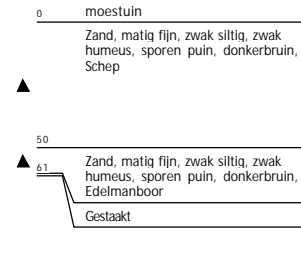 0
moestuin
Zand, matig fijn, zwak siltig, zwak
humeus, sporen puin, donkerbruin,
Schep
50
61
Zand, matig fijn, zwak siltig, zwak
humeus, sporen puin, donkerbruin,
Edelmanboor
Gestaakt